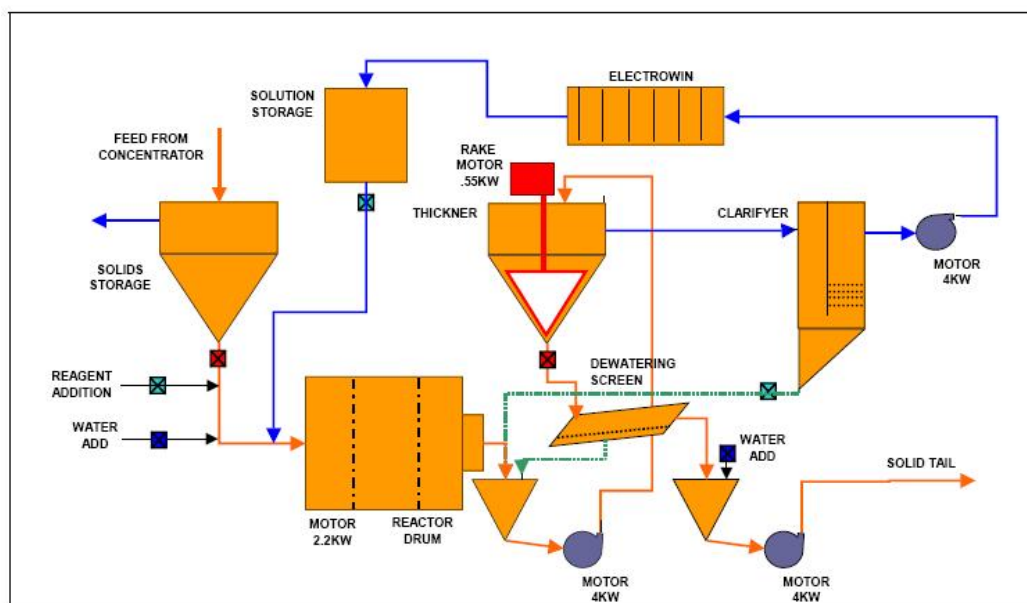 ELECTROWIN
SOLUTION
STORAGE
FEED FROM
CONCENTRATOR
RAKE
MOTOR
.55KW
THICKNER
CLARIFYER
SOLIDS
STORAGE
MOTOR
4KW
DEWATERING
SCREEN
REAGENT
ADDITION
WATER
ADD
WATER
ADD
SOLID TAIL
MOTOR
2.2KW
REACTOR
DRUM
MOTOR
4KW
MOTOR
4KW